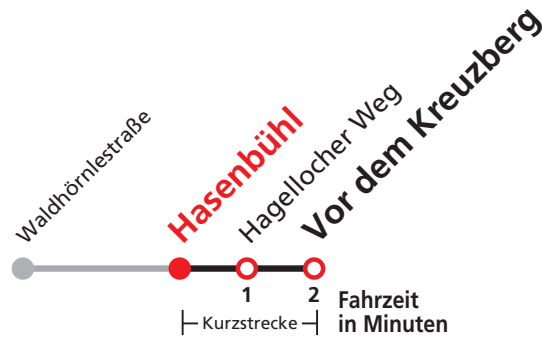 Waldhörnlestraße
Hasenbühl
Hagellocher Weg
Vor dem Kreuzberg
1
2
Fahrzeit
in Minuten
Kurzstrecke